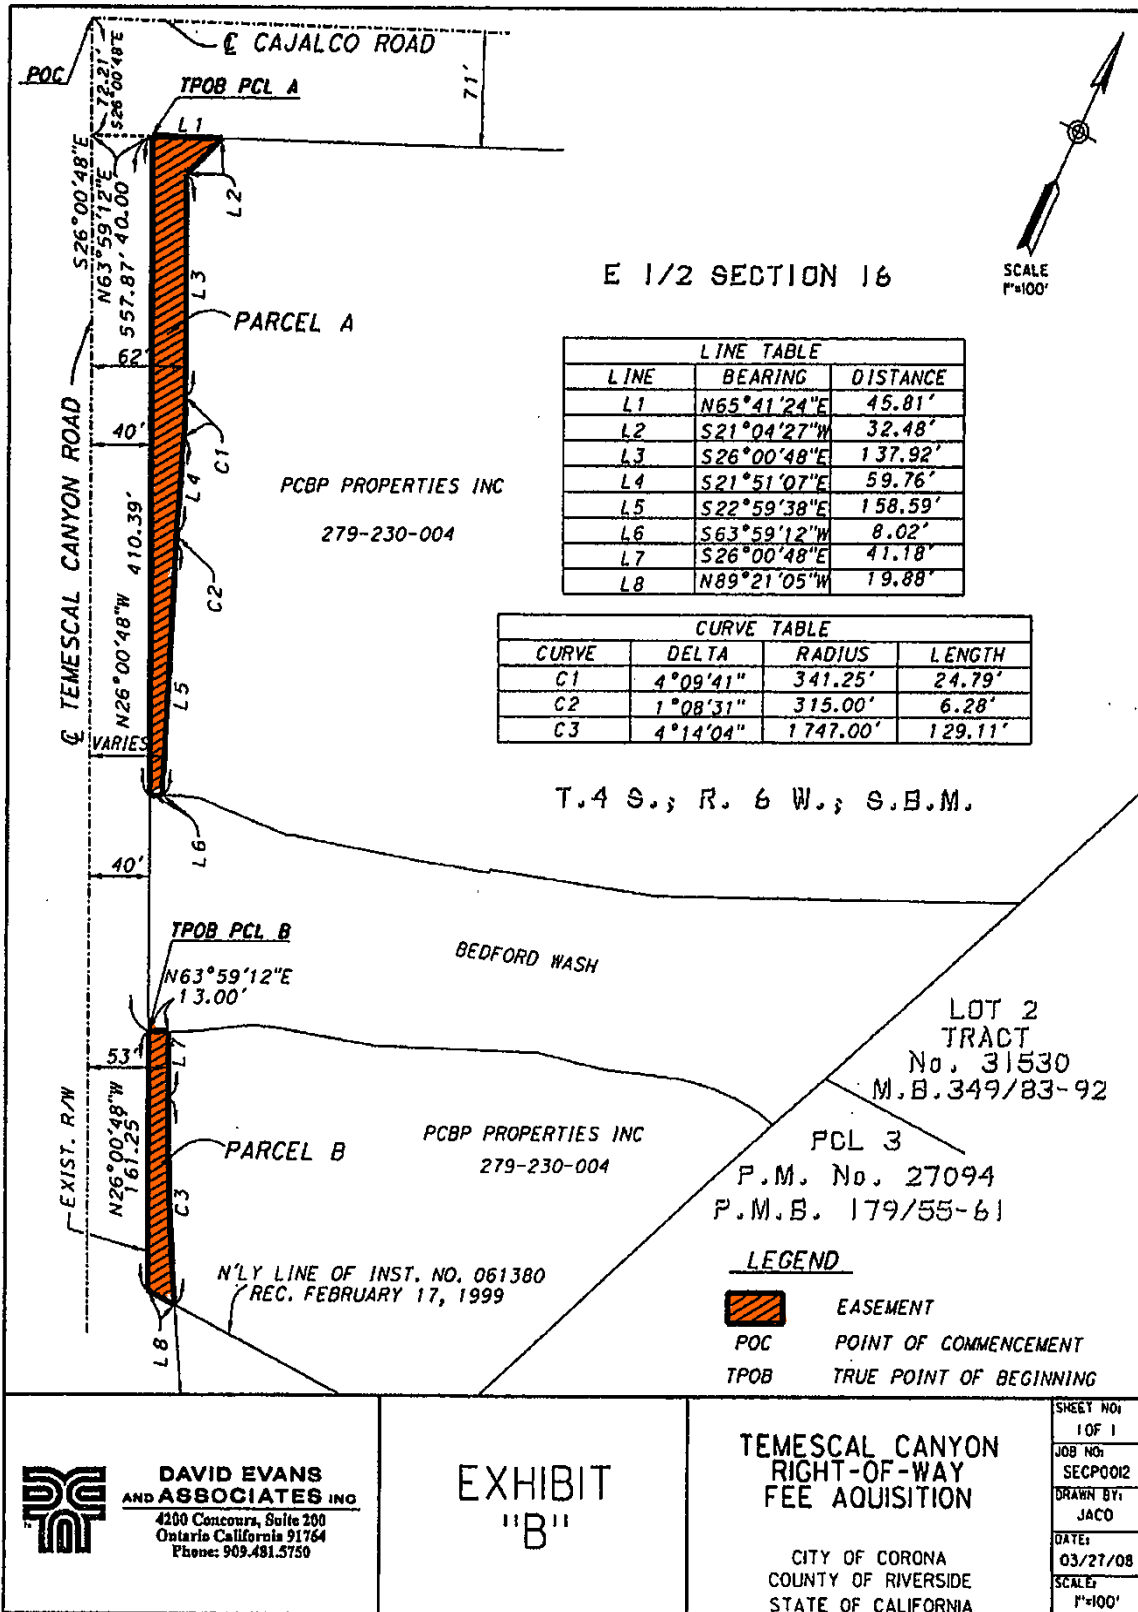 ℄ CAJALCO ROAD
POC
72.21'
S26°00'48"E
TPOB PCL A
71'
L1
L2
S26°00'48"E
N63°59'12"E
40.00'
557.87'
L3
PARCEL A
62'
40'
C1
L4
C2
410.39'
N26°00'48"W
℄ TEMESCAL CANYON ROAD
L5
VARIES
L6
40'
SCALE
1"=100'
E 1/2 SECTION 16
PCBP PROPERTIES INC
279-230-004
LINE TABLE
LINE BEARING DISTANCE
L1 N65°41'24"E 45.81'
L2 S21°04'27"W 32.48'
L3 S26°00'48"E 137.92'
L4 S21°51'07"E 59.76'
L5 S22°59'38"E 158.59'
L6 S63°59'12"W 8.02'
L7 S26°00'48"E 41.18'
L8 N89°21'05"W 19.88'
CURVE TABLE
CURVE DELTA RADIUS LENGTH
C1 4°09'41" 341.25' 24.79'
C2 1°08'31" 315.00' 6.28'
C3 4°14'04" 1747.00' 129.11'
T.4 S.; R. 6 W.; S.B.M.
TPOB PCL B
N63°59'12"E
13.00'
BEDFORD WASH
53'
L7
EXIST. R/W
N26°00'48"W
161.25
PARCEL B
C3
L8
PCBP PROPERTIES INC
279-230-004
LOT 2
TRACT
No. 31530
M.B.349/83-92
PCL 3
P.M. No. 27094
P.M.B. 179/55-61
N'LY LINE OF INST. NO. 061380
REC. FEBRUARY 17, 1999
LEGEND
EASEMENT
POC POINT OF COMMENCEMENT
TPOB TRUE POINT OF BEGINNING
DAVID EVANS
AND ASSOCIATES INC
4200 Concours, Suite 200
Ontario California 91764
Phone: 909.481.5750
EXHIBIT
"B"
TEMESCAL CANYON
RIGHT-OF-WAY
FEE AQUISITION
CITY OF CORONA
COUNTY OF RIVERSIDE
STATE OF CALIFORNIA
SHEET NO:
1 OF 1
JOB NO:
SECP0012
DRAWN BY:
JACO
DATE:
03/27/08
SCALE:
1"=100'